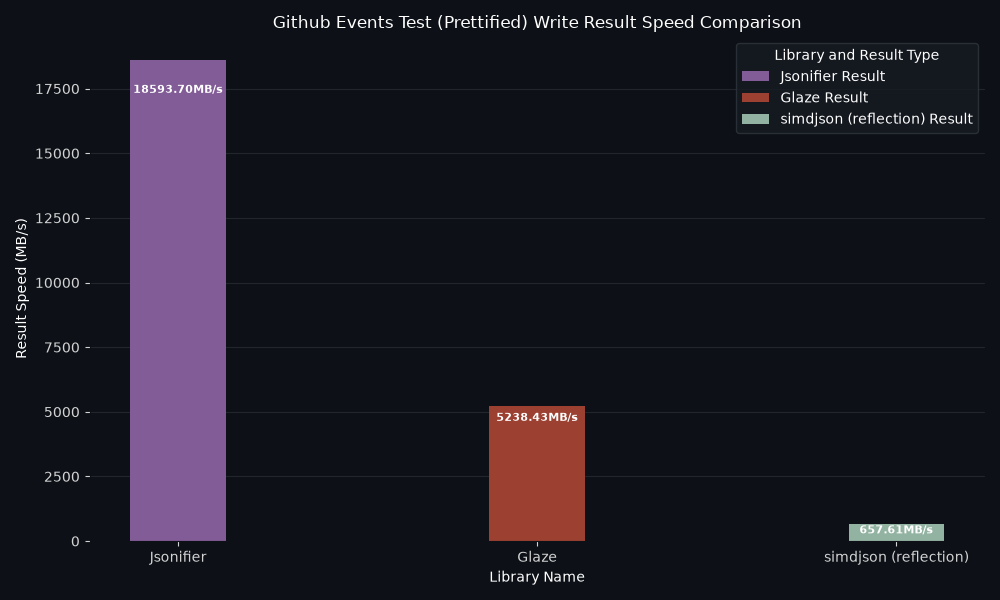 Github Events Test (Prettified) Write Result Speed Comparison
Library and Result Type
Jsonifier Result
Glaze Result
simdjson (reflection) Result
Result Speed (MB/s)
17500
15000
12500
10000
7500
5000
2500
0
18593.70MB/s
5238.43MB/s
657.61MB/s
Jsonifier
Glaze
simdjson (reflection)
Library Name